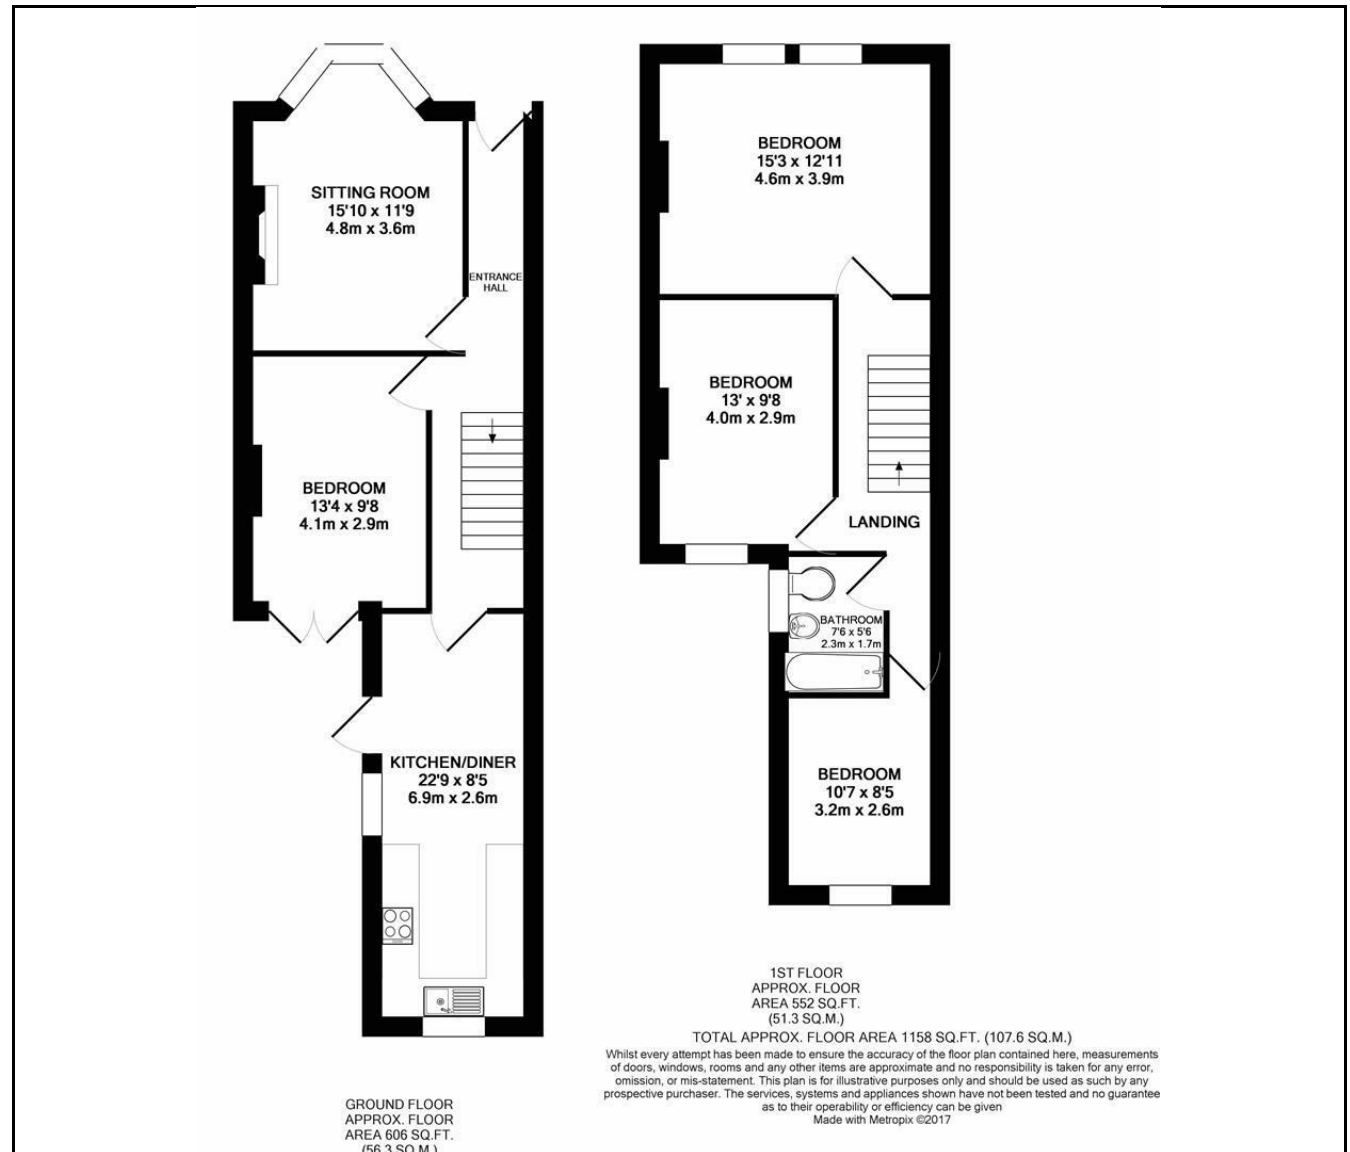 SITTING ROOM
15'10 x 11'9
4.8m x 3.6m
ENTRANCE
HALL
BEDROOM
13'4 x 9'8
4.1m x 2.9m
KITCHEN/DINER
22'9 x 8'5
6.9m x 2.6m
GROUND FLOOR
APPROX. FLOOR
AREA 606 SQ.FT.
(56.3 SQ.M.)
BEDROOM
15'3 x 12'11
4.6m x 3.9m
BEDROOM
13' x 9'8
4.0m x 2.9m
LANDING
BATHROOM
7'6 x 5'6
2.3m x 1.7m
BEDROOM
10'7 x 8'5
3.2m x 2.6m
1ST FLOOR
APPROX. FLOOR
AREA 552 SQ.FT.
(51.3 SQ.M.)
TOTAL APPROX. FLOOR AREA 1158 SQ.FT. (107.6 SQ.M.)
Whilst every attempt has been made to ensure the accuracy of the floor plan contained here, measurements
of doors, windows, rooms and any other items are approximate and no responsibility is taken for any error,
omission, or mis-statement. This plan is for illustrative purposes only and should be used as such by any
prospective purchaser. The services, systems and appliances shown have not been tested and no guarantee
as to their operability or efficiency can be given
Made with Metropix ©2017